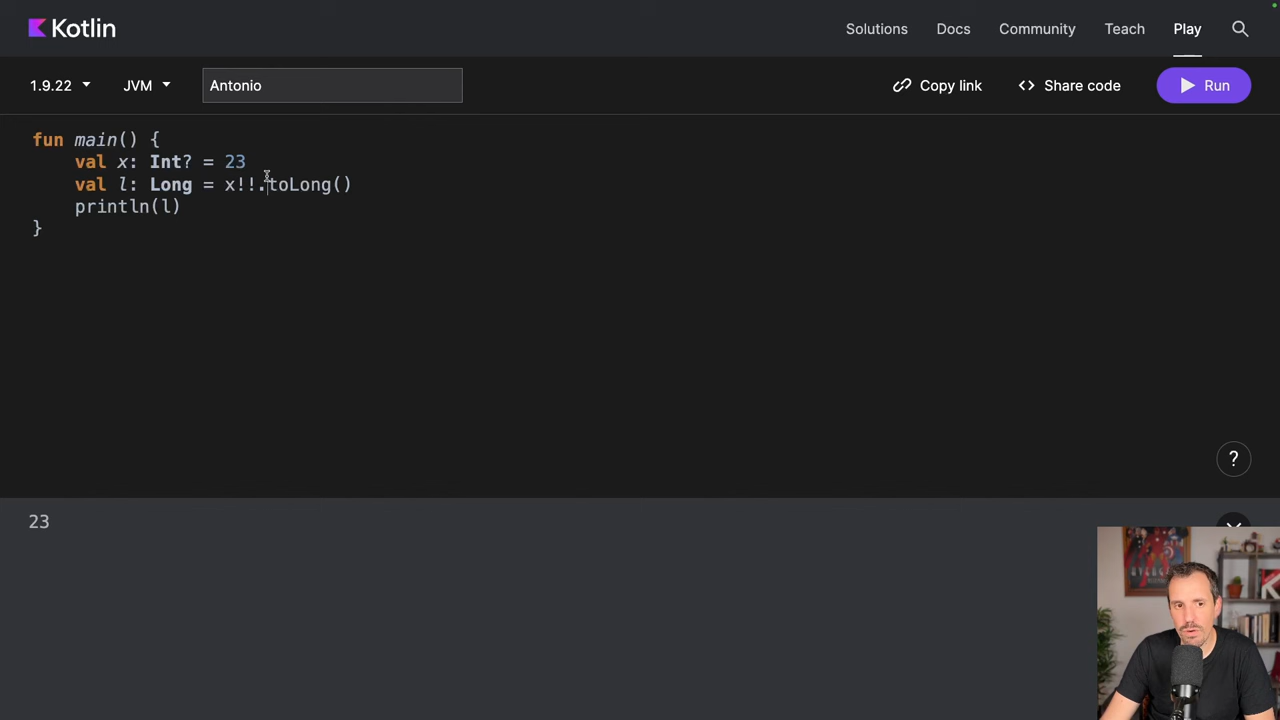 Kotlin
Solutions Docs Community Teach Play
1.9.22 JVM Antonio Copy link <> Share code Run
fun main() {
    val x: Int? = 23
    val l: Long = x!!.toLong()
    println(l)
}
?
23